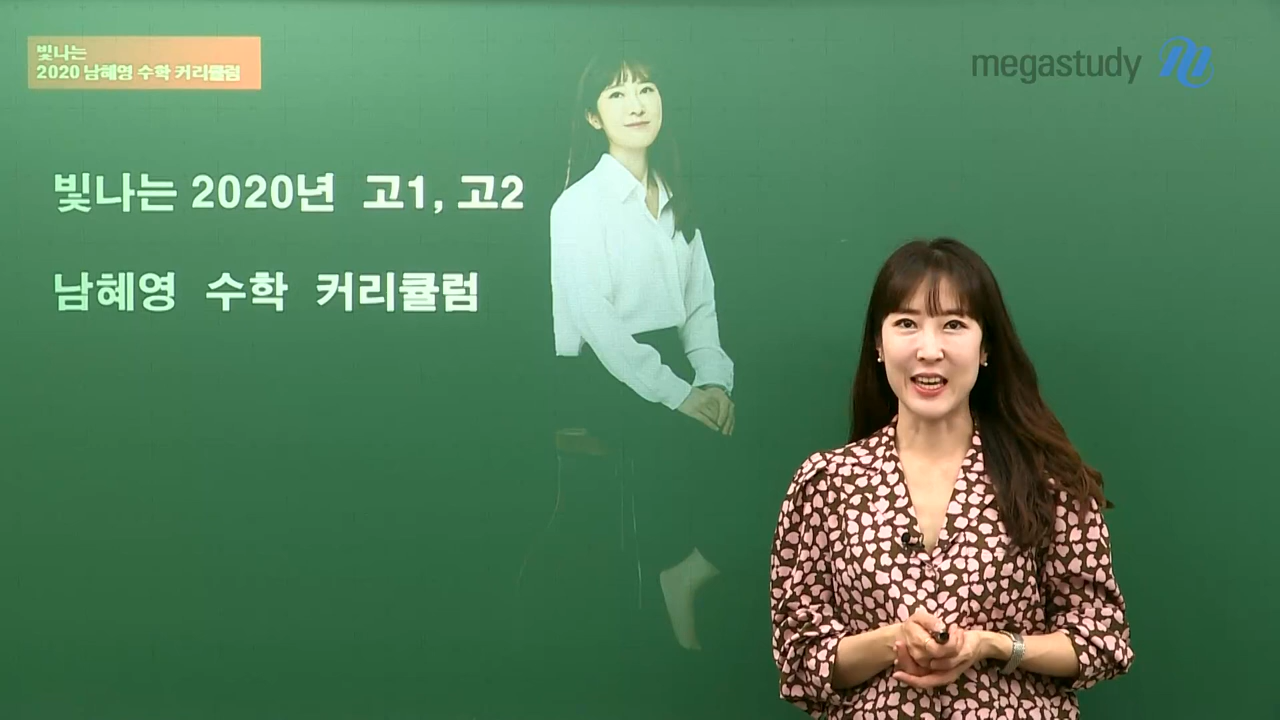 빛나는
2020 남혜영 수학 커리큘럼
megastudy
빛나는 2020년 고1, 고2
남혜영 수학 커리큘럼